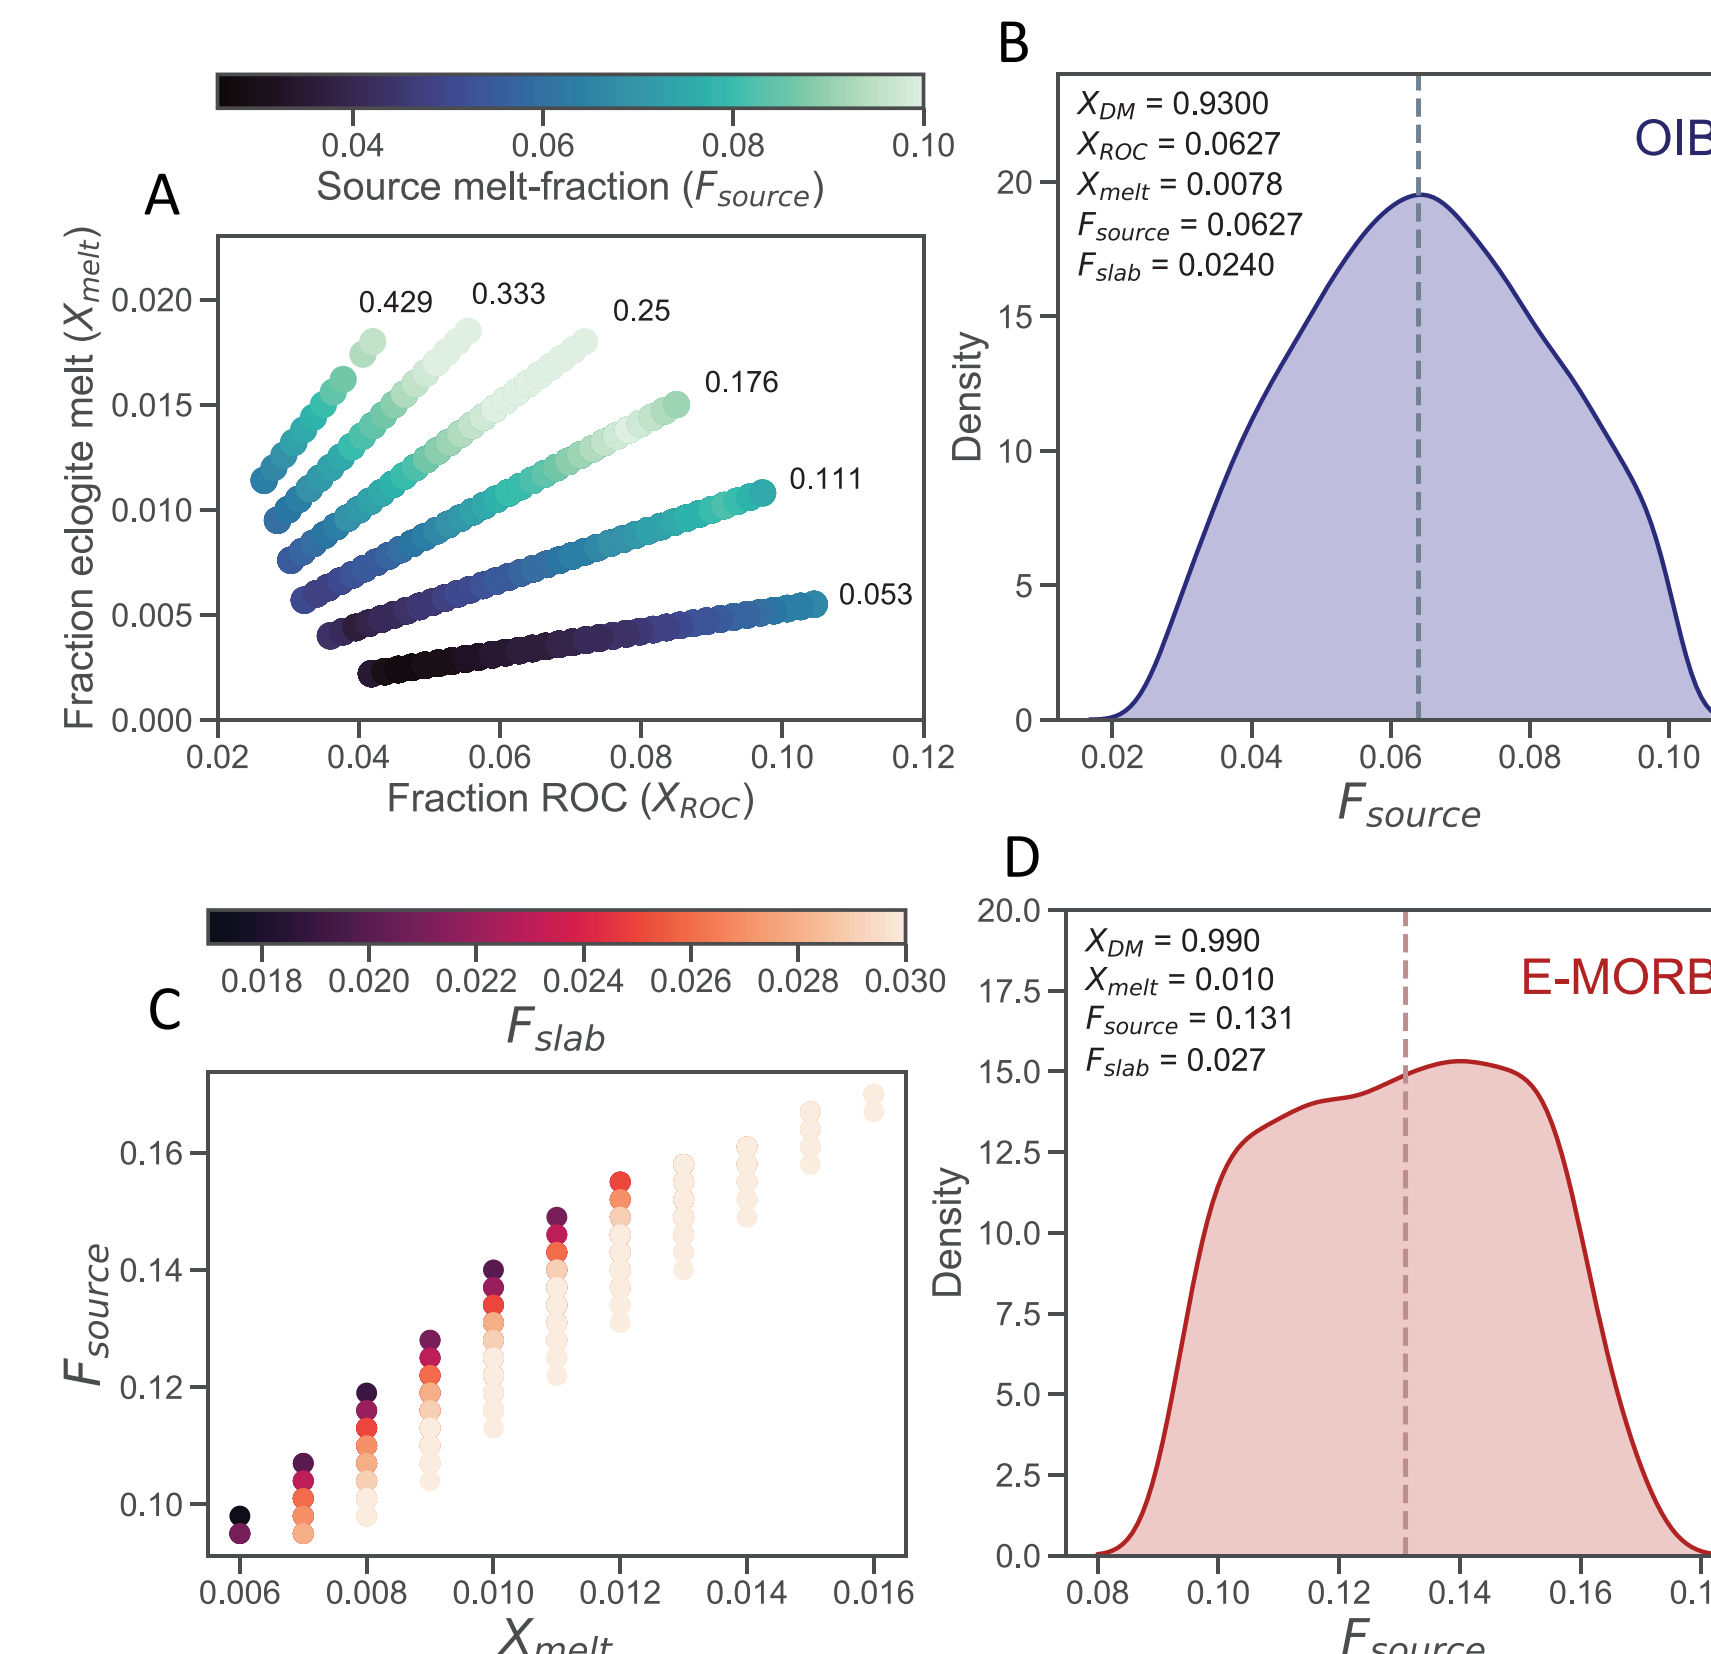 A
0.04 0.06 0.08 0.10
Source melt-fraction (F_source)
Fraction eclogite melt (X_melt)
0.020
0.015
0.010
0.005
0.000
0.429
0.333
0.25
0.176
0.111
0.053
0.02 0.04 0.06 0.08 0.10 0.12
Fraction ROC (X_ROC)
B
X_DM = 0.9300
X_ROC = 0.0627
X_melt = 0.0078
F_source = 0.0627
F_slab = 0.0240
OIB
Density
20
15
10
5
0
0.02 0.04 0.06 0.08 0.10
F_source
C
0.018 0.020 0.022 0.024 0.026 0.028 0.030
F_slab
F_source
0.16
0.14
0.12
0.10
0.006 0.008 0.010 0.012 0.014 0.016
X_melt
D
X_DM = 0.990
X_melt = 0.010
F_source = 0.131
F_slab = 0.027
E-MORB
Density
20.0
17.5
15.0
12.5
10.0
7.5
5.0
2.5
0.0
0.08 0.10 0.12 0.14 0.16
F_source